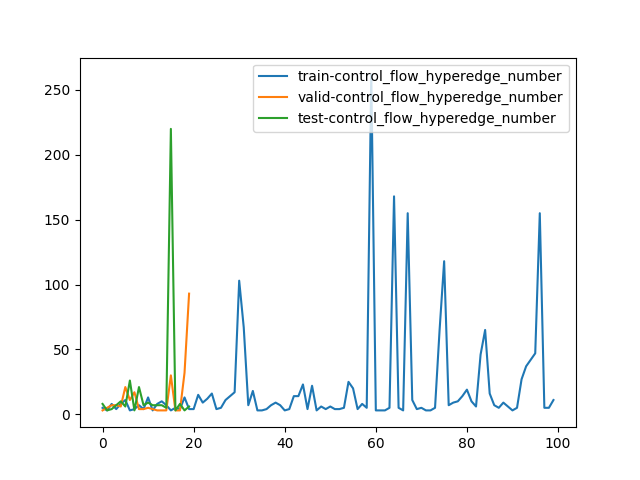 train-control_flow_hyperedge_number
valid-control_flow_hyperedge_number
test-control_flow_hyperedge_number
250
200
150
100
50
0
0 20 40 60 80 100